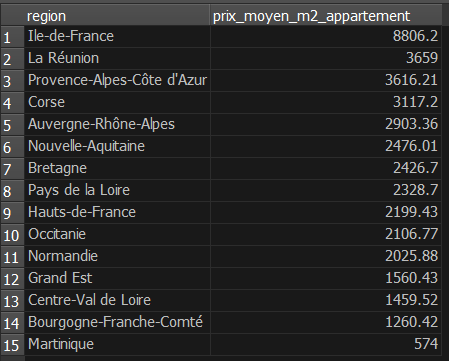 region prix_moyen_m2_appartement
1 Ile-de-France 8806.2
2 La Réunion 3659
3 Provence-Alpes-Côte d'Azur 3616.21
4 Corse 3117.2
5 Auvergne-Rhône-Alpes 2903.36
6 Nouvelle-Aquitaine 2476.01
7 Bretagne 2426.7
8 Pays de la Loire 2328.7
9 Hauts-de-France 2199.43
10 Occitanie 2106.77
11 Normandie 2025.88
12 Grand Est 1560.43
13 Centre-Val de Loire 1459.52
14 Bourgogne-Franche-Comté 1260.42
15 Martinique 574